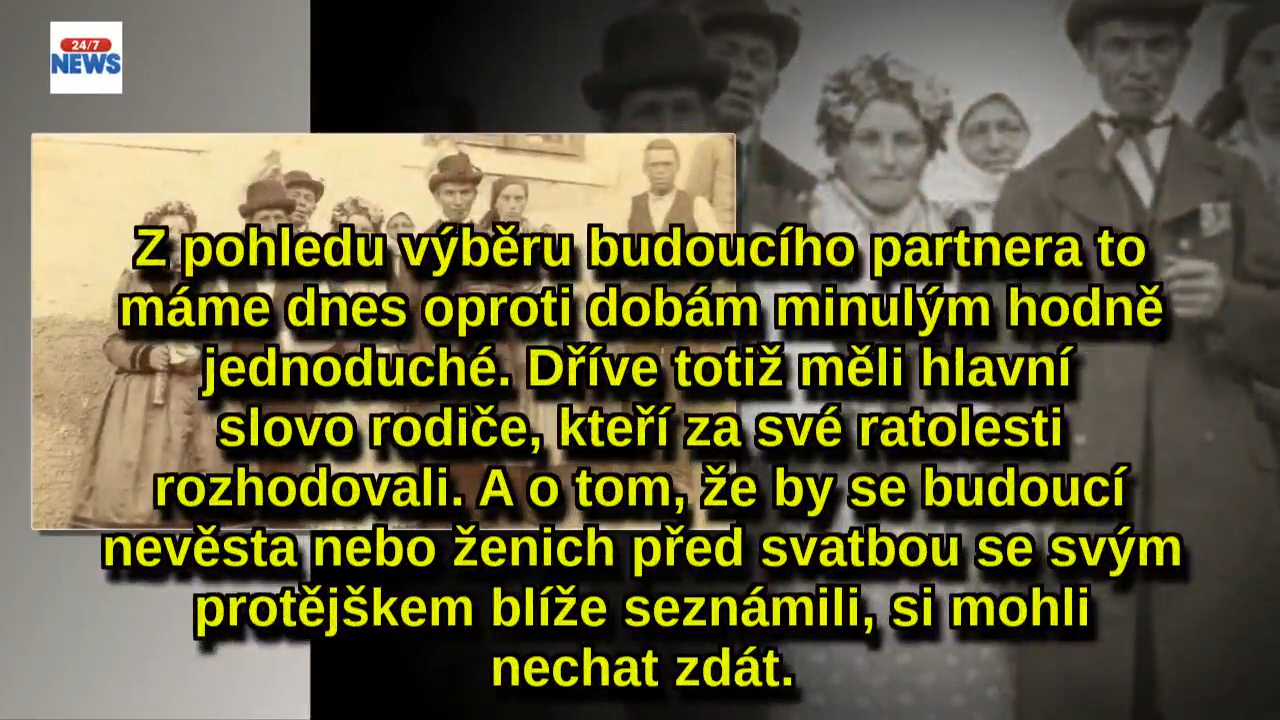 24/7
NEWS
Z pohledu výběru budoucího partnera to
máme dnes oproti dobám minulým hodně
jednoduché. Dříve totiž měli hlavní
slovo rodiče, kteří za své ratolesti
rozhodovali. A o tom, že by se budoucí
nevěsta nebo ženich před svatbou se svým
protějškem blíže seznámili, si mohli
nechat zdát.